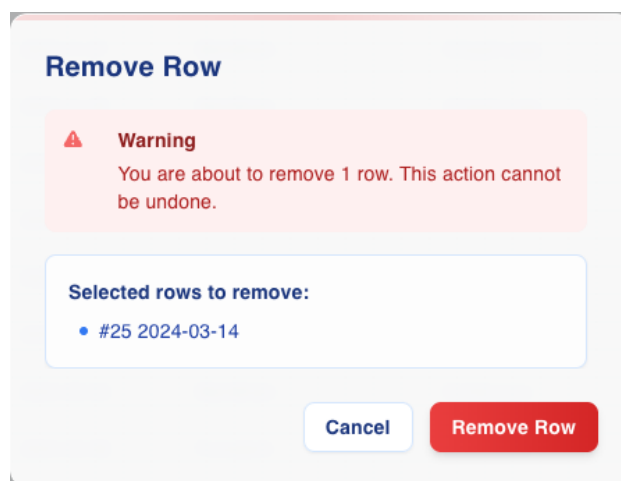 Remove Row
Warning
You are about to remove 1 row. This action cannot
be undone.
Selected rows to remove:
#25 2024-03-14
Cancel
Remove Row